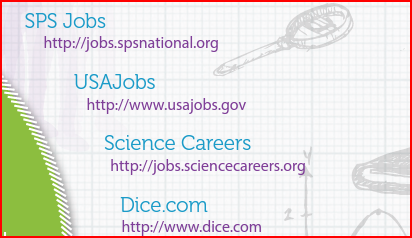 SPS Jobs
http://jobs.spsnational.org
USAJobs
http://www.usajobs.gov
Science Careers
http://jobs.sciencecareers.org
Dice.com
http://www.dice.com
2